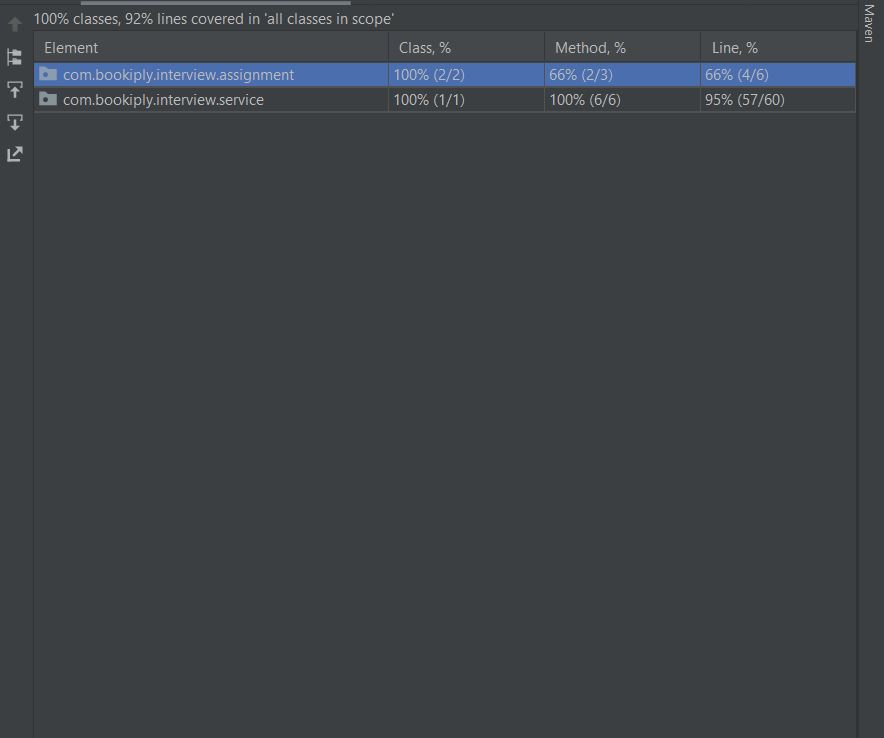 100% classes, 92% lines covered in 'all classes in scope'
Element Class, % Method, % Line, %
com.bookiply.interview.assignment 100% (2/2) 66% (2/3) 66% (4/6)
com.bookiply.interview.service 100% (1/1) 100% (6/6) 95% (57/60)
Maven